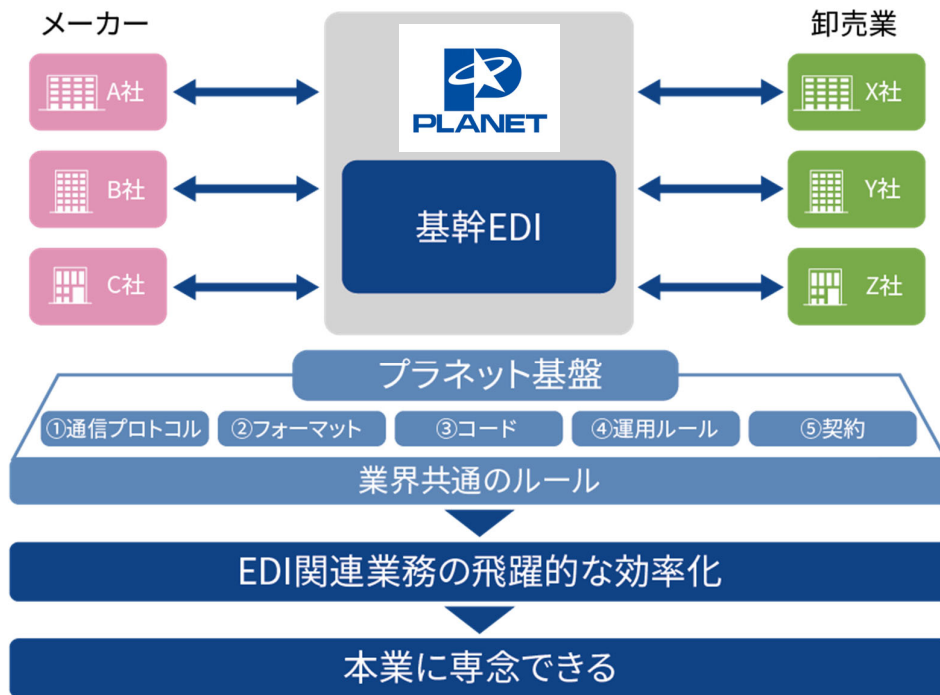 メーカー
卸売業
A社
B社
C社
PLANET
基幹EDI
X社
Y社
Z社
プラネット基盤
①通信プロトコル
②フォーマット
③コード
④運用ルール
⑤契約
業界共通のルール
EDI関連業務の飛躍的な効率化
本業に専念できる